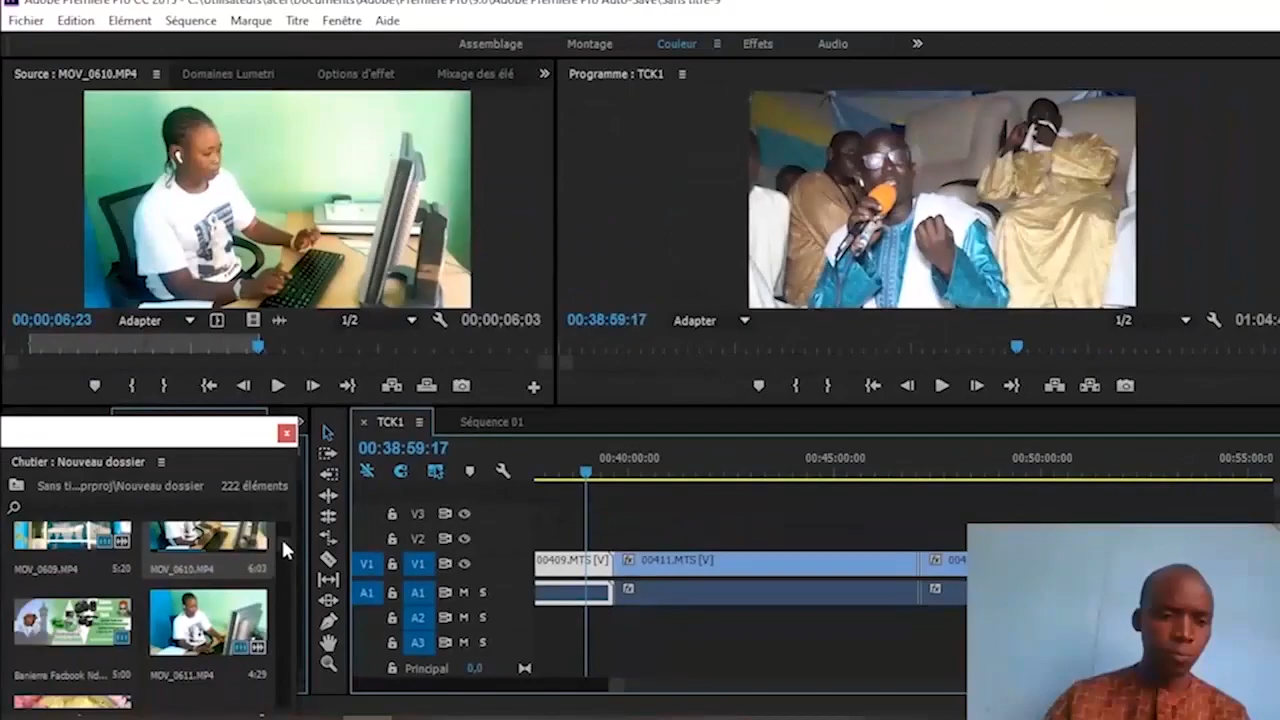 Adobe Premiere Pro CC 2015 - C:\Utilisateurs\acer\Documents\Adobe\Premiere Pro\9.0\Adobe Premiere Pro Auto-Save\Sans titre-9
Fichier Edition Elément Séquence Marque Titre Fenêtre Aide
Assemblage Montage Couleur Effets Audio
Source : MOV_0610.MP4 Domaines Lumetri Options d'effet Mixage des élé
Programme : TCK1
00;00;06;23 Adapter 1/2 00;00;06;03
00:38:59:17 Adapter 1/2 01:04:
TCK1 Séquence 01
00:38:59:17
00:40:00:00 00:45:00:00 00:50:00:00 00:55:00:
Chutier : Nouveau dossier
Sans ti...prproj\Nouveau dossier 222 éléments
MOV_0609.MP4 5:20 MOV_0610.MP4 6:03
Banierre Facbook Nd... 5:00 MOV_0611.MP4 4:29
V3
V2
V1 V1 00409.MTS [V] 00411.MTS [V] 004
A1 A1 M S
A2 M S
A3 M S
Principal 0,0